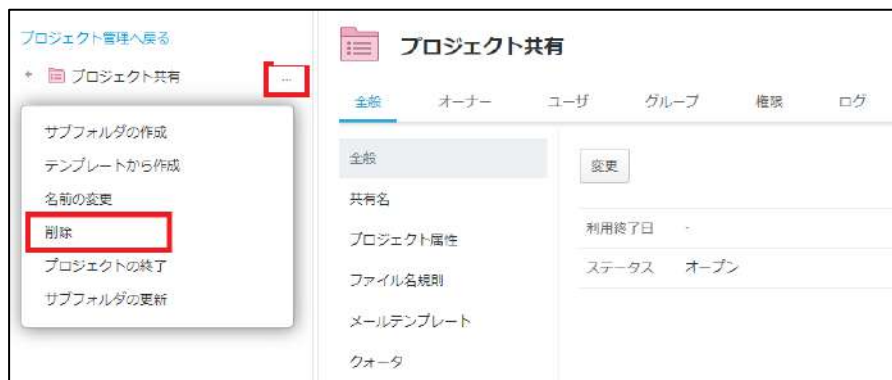 プロジェクト管理へ戻る
プロジェクト共有
...
サブフォルダの作成
テンプレートから作成
名前の変更
削除
プロジェクトの終了
サブフォルダの更新
プロジェクト共有
全般 オーナー ユーザ グループ 権限 ログ
全般
共有名
プロジェクト属性
ファイル名規則
メールテンプレート
クォータ
変更
利用終了日 -
ステータス オープン